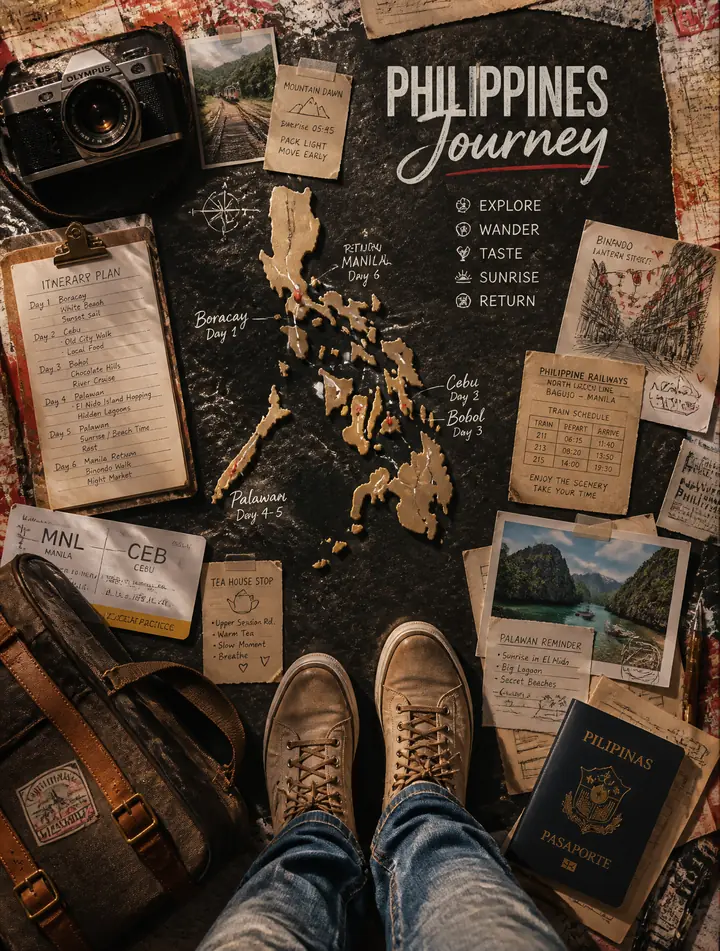 OLYMPUS
MOUNTAIN DAWN
Sunrise 05:45
PACK LIGHT
MOVE EARLY
PHILIPPINES
Journey
EXPLORE
WANDER
TASTE
SUNRISE
RETURN
ITINERARY PLAN
Day 1 Boracay
White Beach
Sunset sail
Day 2 Cebu
Old City Walk
Local Food
Day 3 Bohol
Chocolate Hills
River Cruise
Day 4 Palawan
El Nido Island Hopping
Hidden Lagoons
Day 5 Palawan
Sunrise / Beach Time
Rest
Day 6 Manila Return
Binondo Walk
Night Market
MANILA
Day 6
Boracay
Day 1
Cebu
Day 2
Bohol
Day 3
Palawan
Day 4-5
BINONDO
LANTERN STREET
PHILIPPINE RAILWAYS
NORTH LUZON LINE
BAGUIO - MANILA
TRAIN SCHEDULE
TRAIN DEPART ARRIVE
211 06:15 11:40
213 08:20 13:50
215 14:00 19:30
ENJOY THE SCENERY
TAKE YOUR TIME
MNL
MANILA
CEB
CEBU
TEA HOUSE STOP
• Upper Session Rd.
• Warm Tea
• Slow Moment
• Breathe
PALAWAN REMINDER
• Sunrise in El Nido
• Big Lagoon
• Secret Beaches
PILIPINAS
PASAPORTE